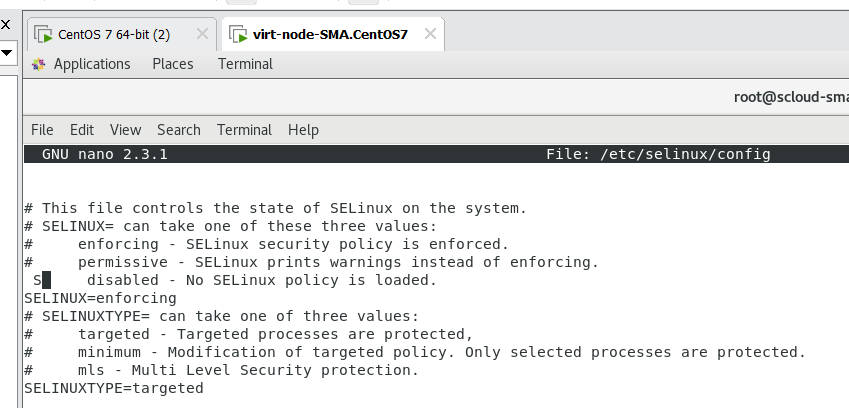 X
CentOS 7 64-bit (2)
virt-node-SMA.CentOS7
Applications Places Terminal
root@scloud-sma
File Edit View Search Terminal Help
GNU nano 2.3.1 File: /etc/selinux/config
# This file controls the state of SELinux on the system.
# SELINUX= can take one of these three values:
# enforcing - SELinux security policy is enforced.
# permissive - SELinux prints warnings instead of enforcing.
S disabled - No SELinux policy is loaded.
SELINUX=enforcing
# SELINUXTYPE= can take one of three values:
# targeted - Targeted processes are protected,
# minimum - Modification of targeted policy. Only selected processes are protected.
# mls - Multi Level Security protection.
SELINUXTYPE=targeted